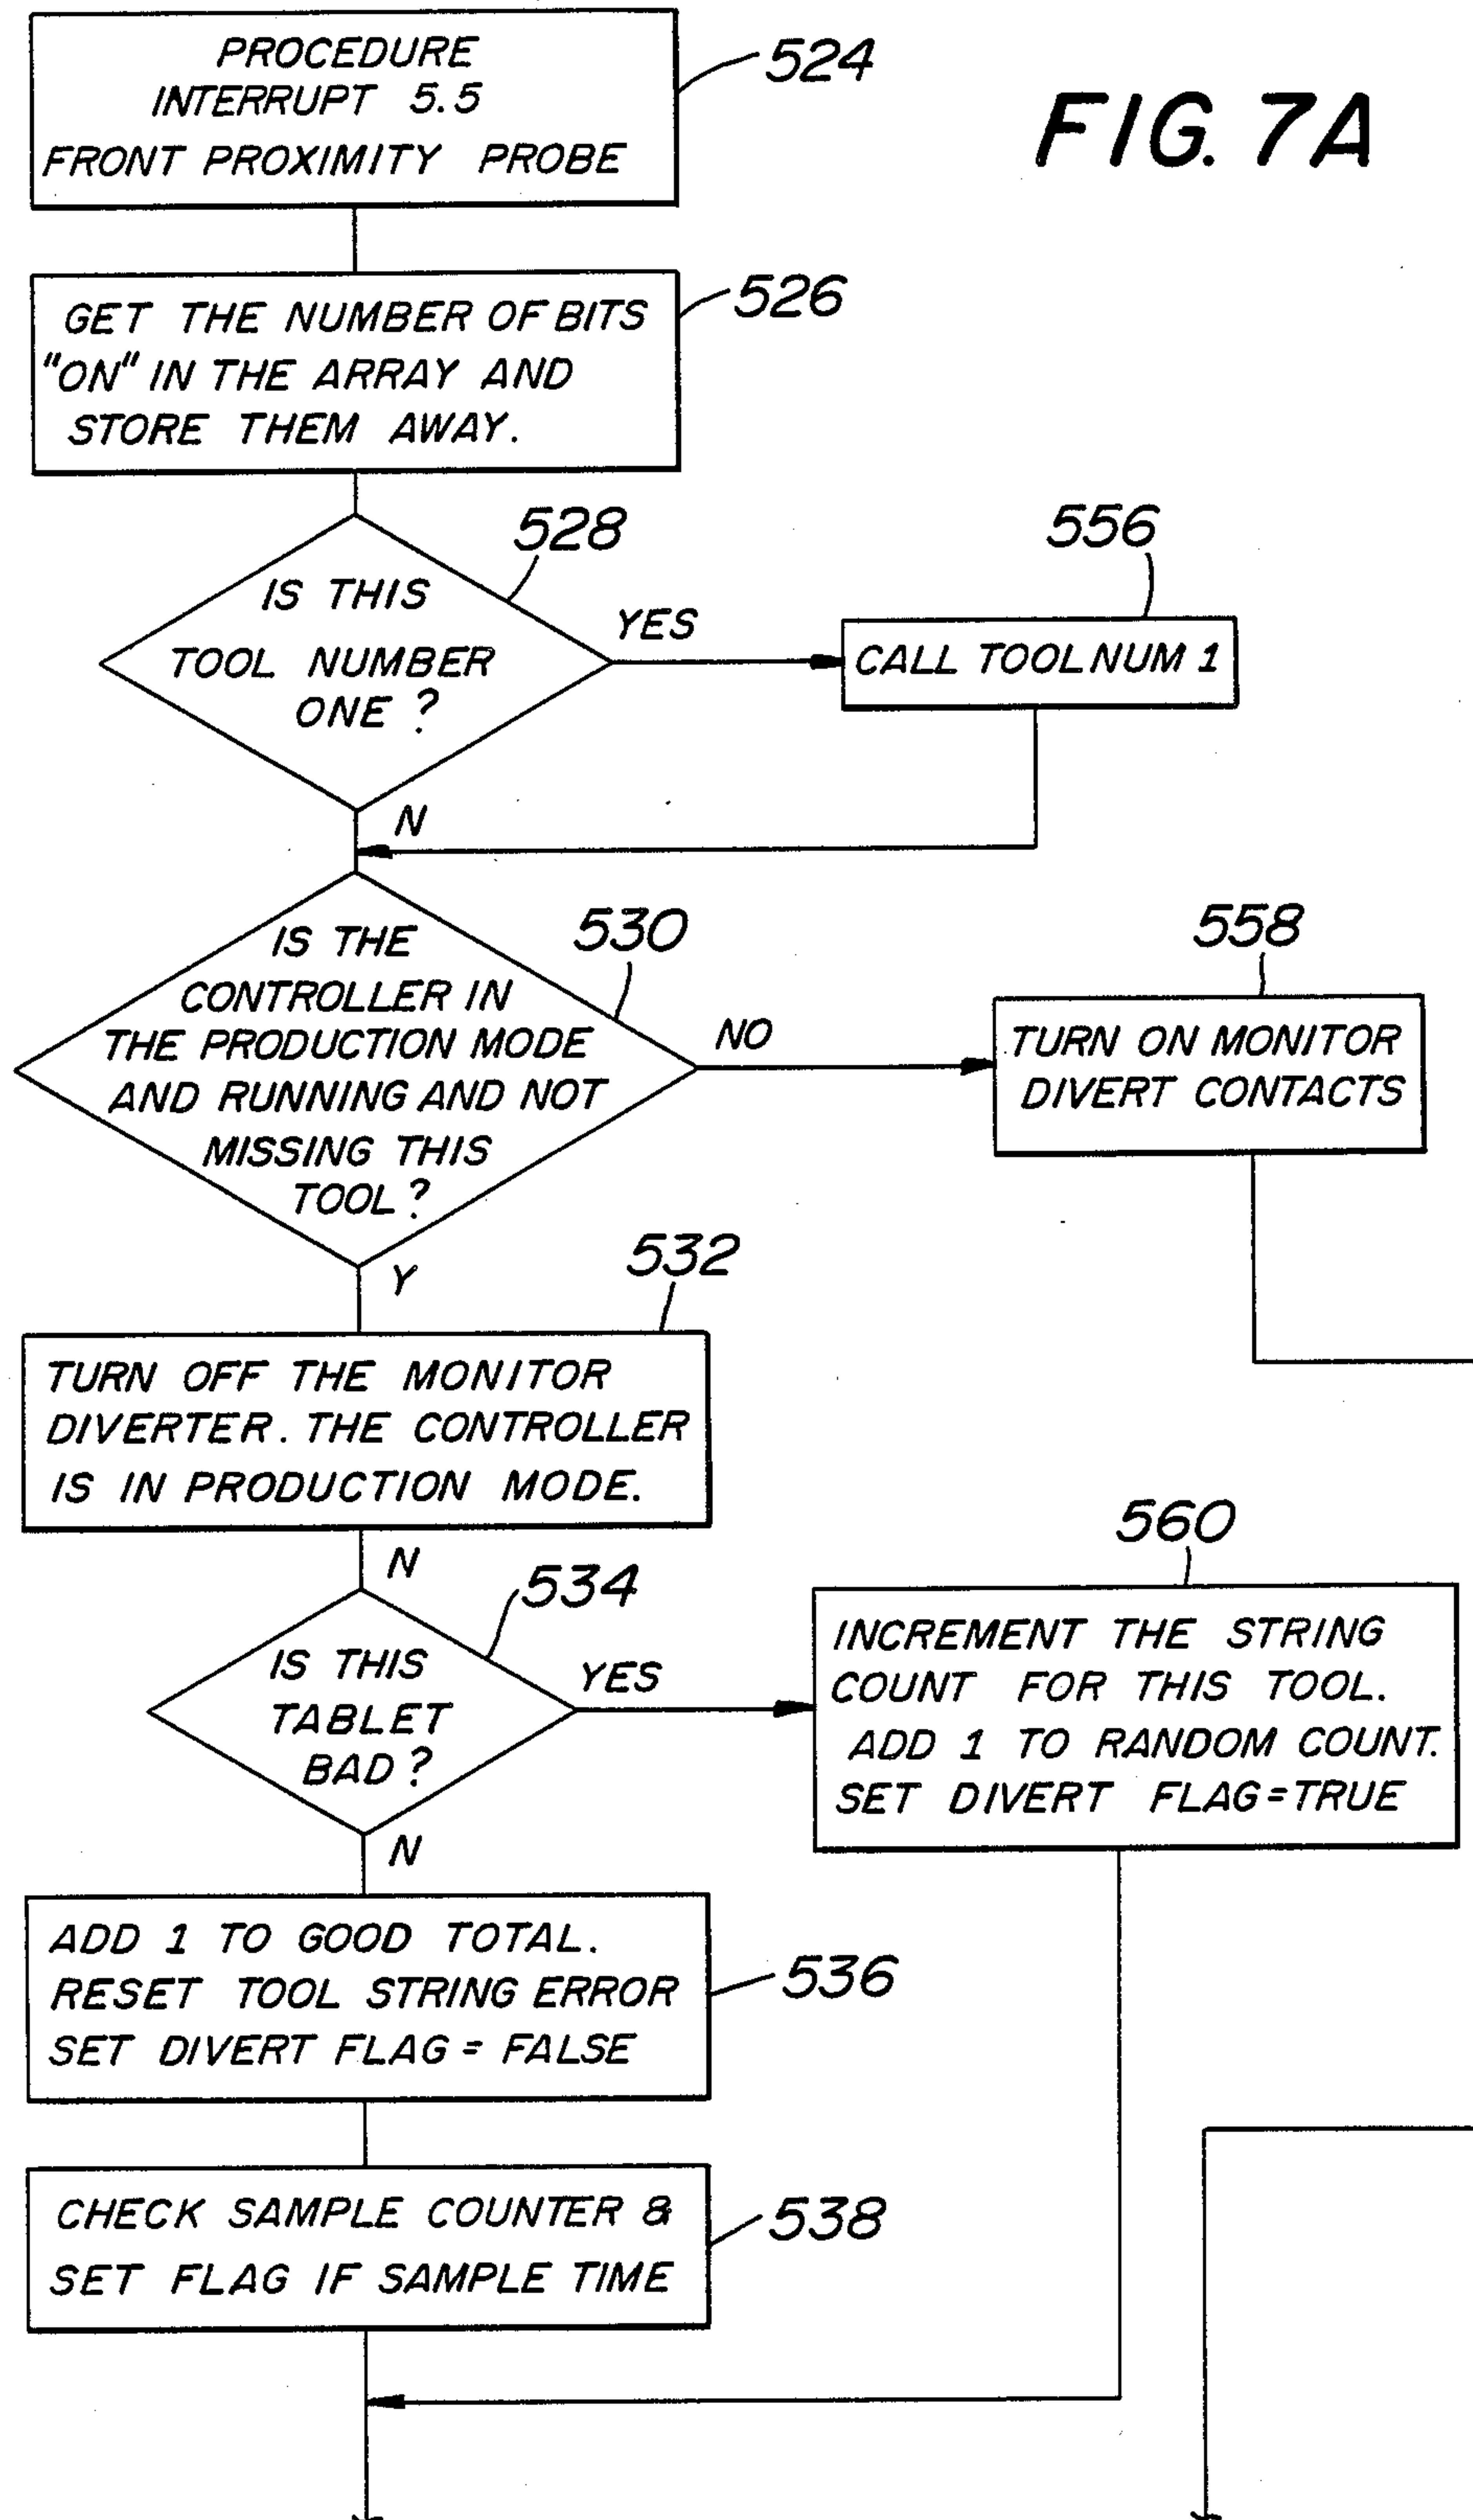 PROCEDURE
INTERRUPT 5.5
FRONT PROXIMITY PROBE
524
FIG. 7A
GET THE NUMBER OF BITS
"ON" IN THE ARRAY AND
STORE THEM AWAY.
526
IS THIS
TOOL NUMBER
ONE ?
528
YES
556
CALL TOOLNUM 1
N
IS THE
CONTROLLER IN
THE PRODUCTION MODE
AND RUNNING AND NOT
MISSING THIS
TOOL ?
530
NO
558
TURN ON MONITOR
DIVERT CONTACTS
Y
532
TURN OFF THE MONITOR
DIVERTER. THE CONTROLLER
IS IN PRODUCTION MODE.
N
534
IS THIS
TABLET
BAD ?
YES
560
INCREMENT THE STRING
COUNT FOR THIS TOOL.
ADD 1 TO RANDOM COUNT.
SET DIVERT FLAG=TRUE
N
ADD 1 TO GOOD TOTAL.
RESET TOOL STRING ERROR
SET DIVERT FLAG = FALSE
536
CHECK SAMPLE COUNTER &
SET FLAG IF SAMPLE TIME
538